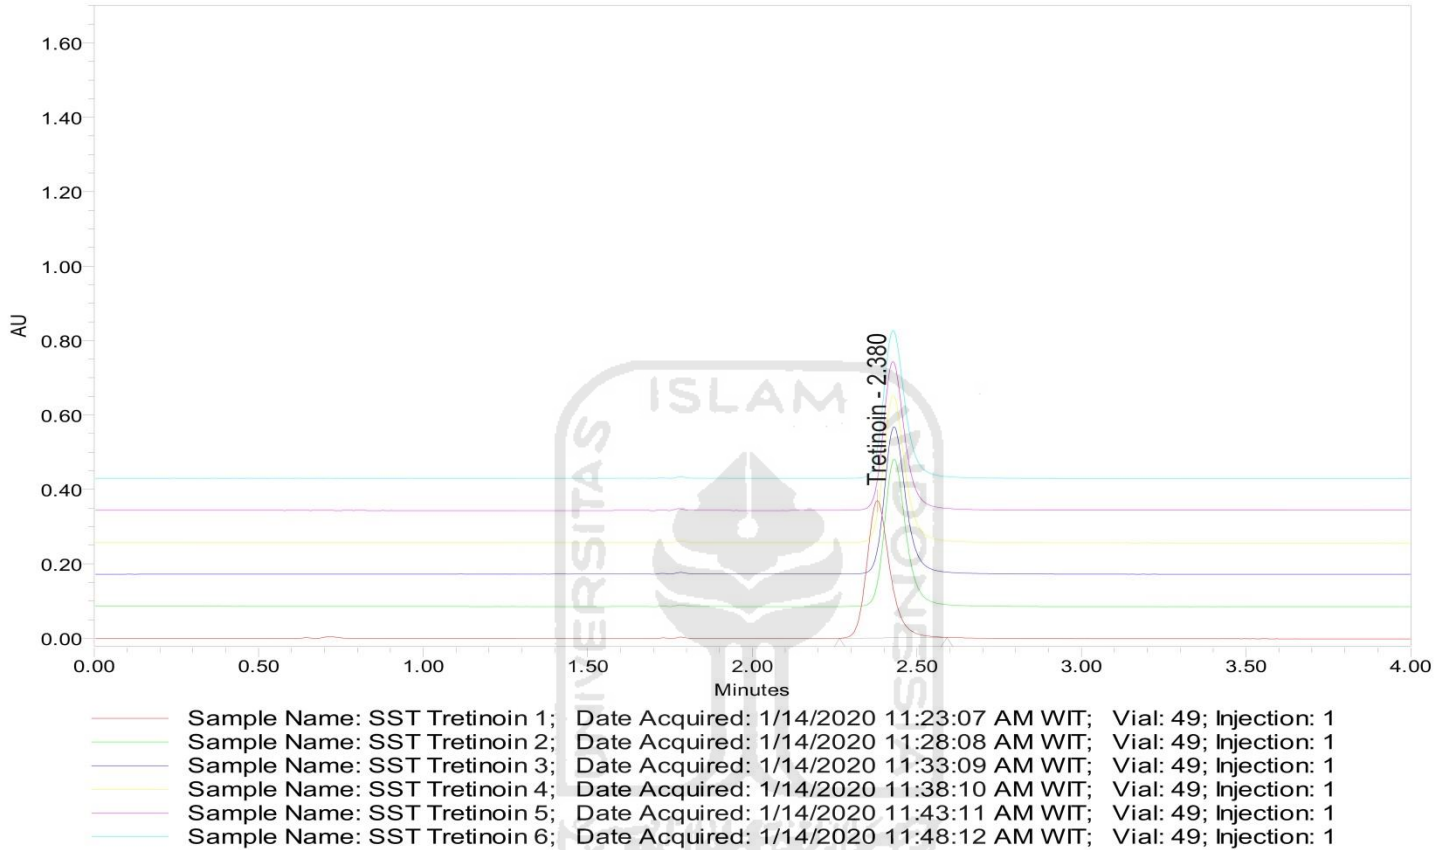 1.60
1.40
1.20
1.00
0.80
0.60
0.40
0.20
0.00
AU
Tretinoin - 2.380
ISLAM
UNIVERSITAS
INDONESIA
0.00 0.50 1.00 1.50 2.00 2.50 3.00 3.50 4.00
Minutes
Sample Name: SST Tretinoin 1; Date Acquired: 1/14/2020 11:23:07 AM WIT; Vial: 49; Injection: 1
Sample Name: SST Tretinoin 2; Date Acquired: 1/14/2020 11:28:08 AM WIT; Vial: 49; Injection: 1
Sample Name: SST Tretinoin 3; Date Acquired: 1/14/2020 11:33:09 AM WIT; Vial: 49; Injection: 1
Sample Name: SST Tretinoin 4; Date Acquired: 1/14/2020 11:38:10 AM WIT; Vial: 49; Injection: 1
Sample Name: SST Tretinoin 5; Date Acquired: 1/14/2020 11:43:11 AM WIT; Vial: 49; Injection: 1
Sample Name: SST Tretinoin 6; Date Acquired: 1/14/2020 11:48:12 AM WIT; Vial: 49; Injection: 1